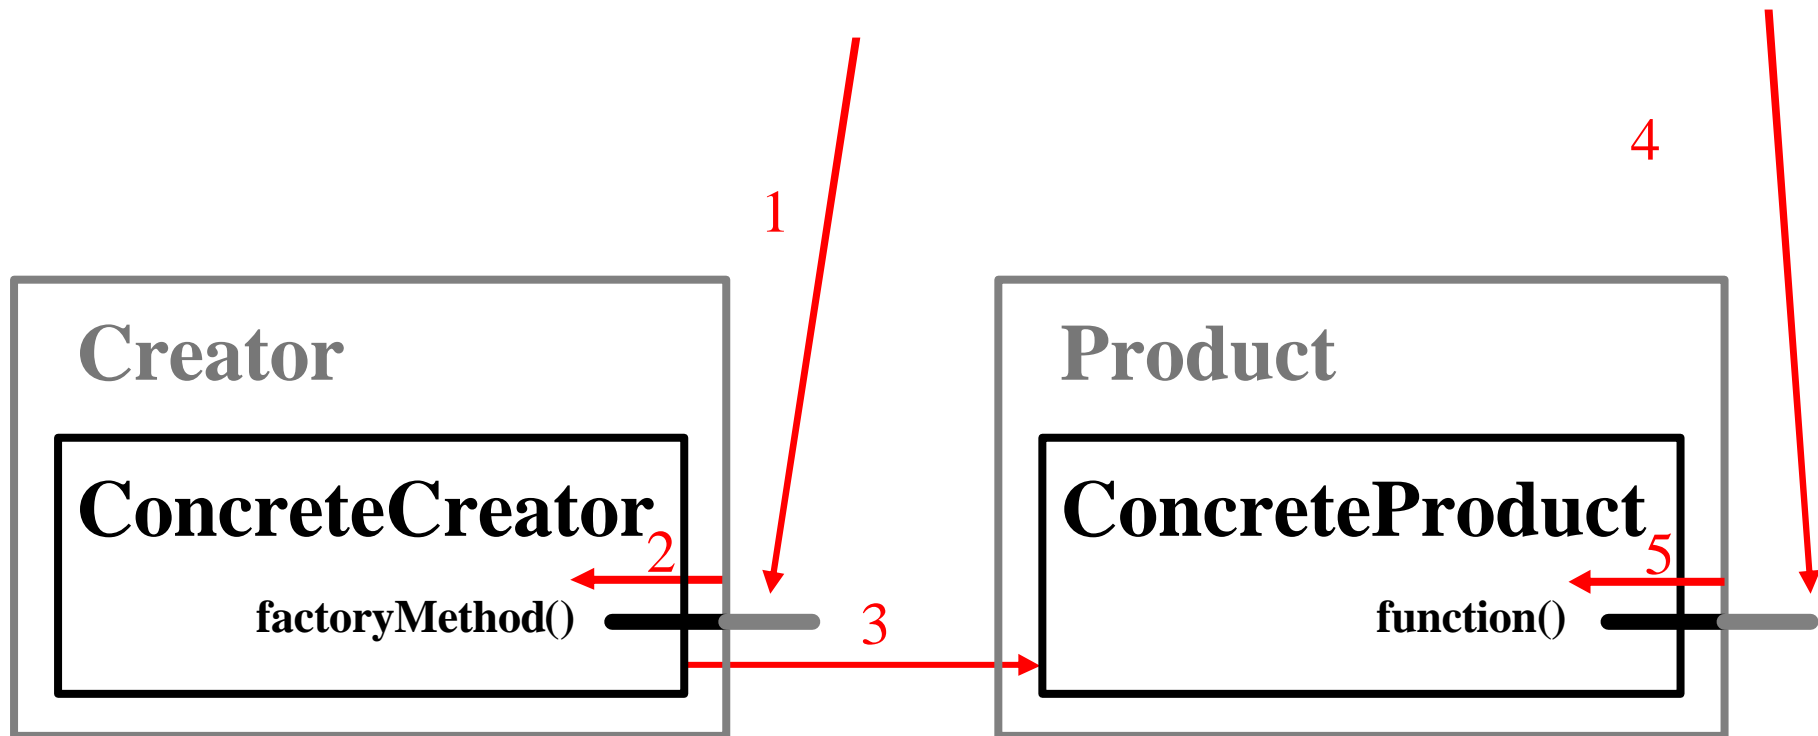 4
1
Creator
Product
ConcreteCreator
ConcreteProduct
2
5
factoryMethod()
function()
3